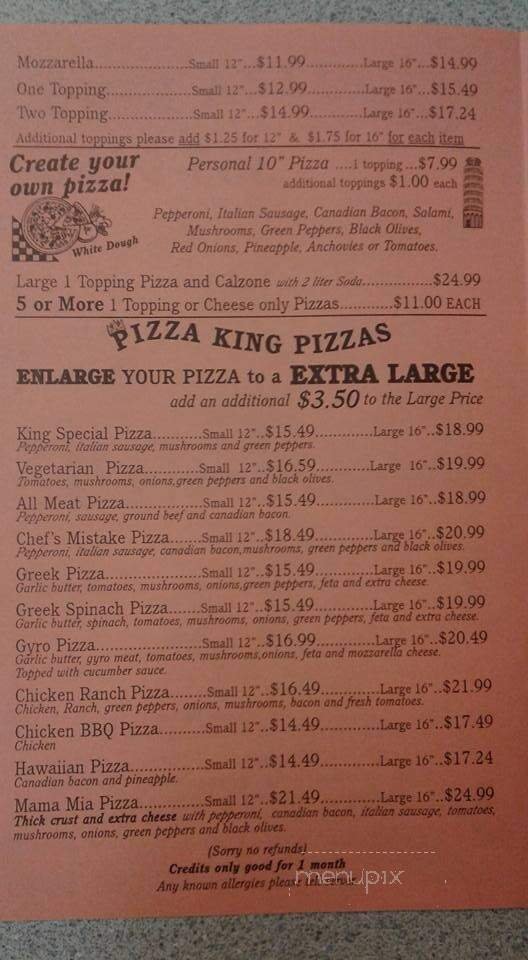 Mozzarella.......................Small 12"...$11.99.............Large 16"...$14.99
One Topping....................Small 12"...$12.99.............Large 16"...$15.49
Two Topping....................Small 12"...$14.99.............Large 16"...$17.24
Additional toppings please add $1.25 for 12" & $1.75 for 16" for each item
Create your own pizza!
White Dough
Personal 10" Pizza ....1 topping ...$7.99
additional toppings $1.00 each
Pepperoni, Italian Sausage, Canadian Bacon, Salami,
Mushrooms, Green Peppers, Black Olives,
Red Onions, Pineapple, Anchovies or Tomatoes.
Large 1 Topping Pizza and Calzone with 2 liter Soda.............$24.99
5 or More 1 Topping or Cheese only Pizzas............$11.00 EACH
PIZZA KING PIZZAS
ENLARGE YOUR PIZZA to a EXTRA LARGE
add an additional $3.50 to the Large Price
King Special Pizza...........Small 12"..$15.49.............Large 16"..$18.99
Pepperoni, italian sausage, mushrooms and green peppers.
Vegetarian Pizza............Small 12"..$16.59.............Large 16"..$19.99
Tomatoes, mushrooms, onions,green peppers and black olives.
All Meat Pizza.................Small 12"..$15.49.............Large 16"..$18.99
Pepperoni, sausage, ground beef and canadian bacon.
Chef's Mistake Pizza.......Small 12"..$18.49.............Large 16"..$20.99
Pepperoni, italian sausage, canadian bacon,mushrooms, green peppers and black olives.
Greek Pizza.....................Small 12"..$15.49.............Large 16"..$19.99
Garlic butter, tomatoes, mushrooms, onions,green peppers, feta and extra cheese.
Greek Spinach Pizza.......Small 12"..$15.49.............Large 16"..$19.99
Garlic butter, spinach, tomatoes, mushrooms, onions, green peppers, feta and extra cheese.
Gyro Pizza.......................Small 12"..$16.99.............Large 16"..$20.49
Garlic butter, gyro meat, tomatoes, mushrooms,onions, feta and mozzarella cheese.
Topped with cucumber sauce.
Chicken Ranch Pizza........Small 12"..$16.49.............Large 16"..$21.99
Chicken, Ranch, green peppers, onions, mushrooms, bacon and fresh tomatoes.
Chicken BBQ Pizza..........Small 12"..$14.49.............Large 16"..$17.49
Chicken
Hawaiian Pizza................Small 12"..$14.49.............Large 16"..$17.24
Canadian bacon and pineapple.
Mama Mia Pizza..............Small 12"..$21.49.............Large 16"..$24.99
Thick crust and extra cheese with pepperoni, canadian bacon, italian sausage, tomatoes,
mushrooms, onions, green peppers and black olives.
(Sorry no refunds)
Credits only good for 1 month
Any known allergies please
menupix